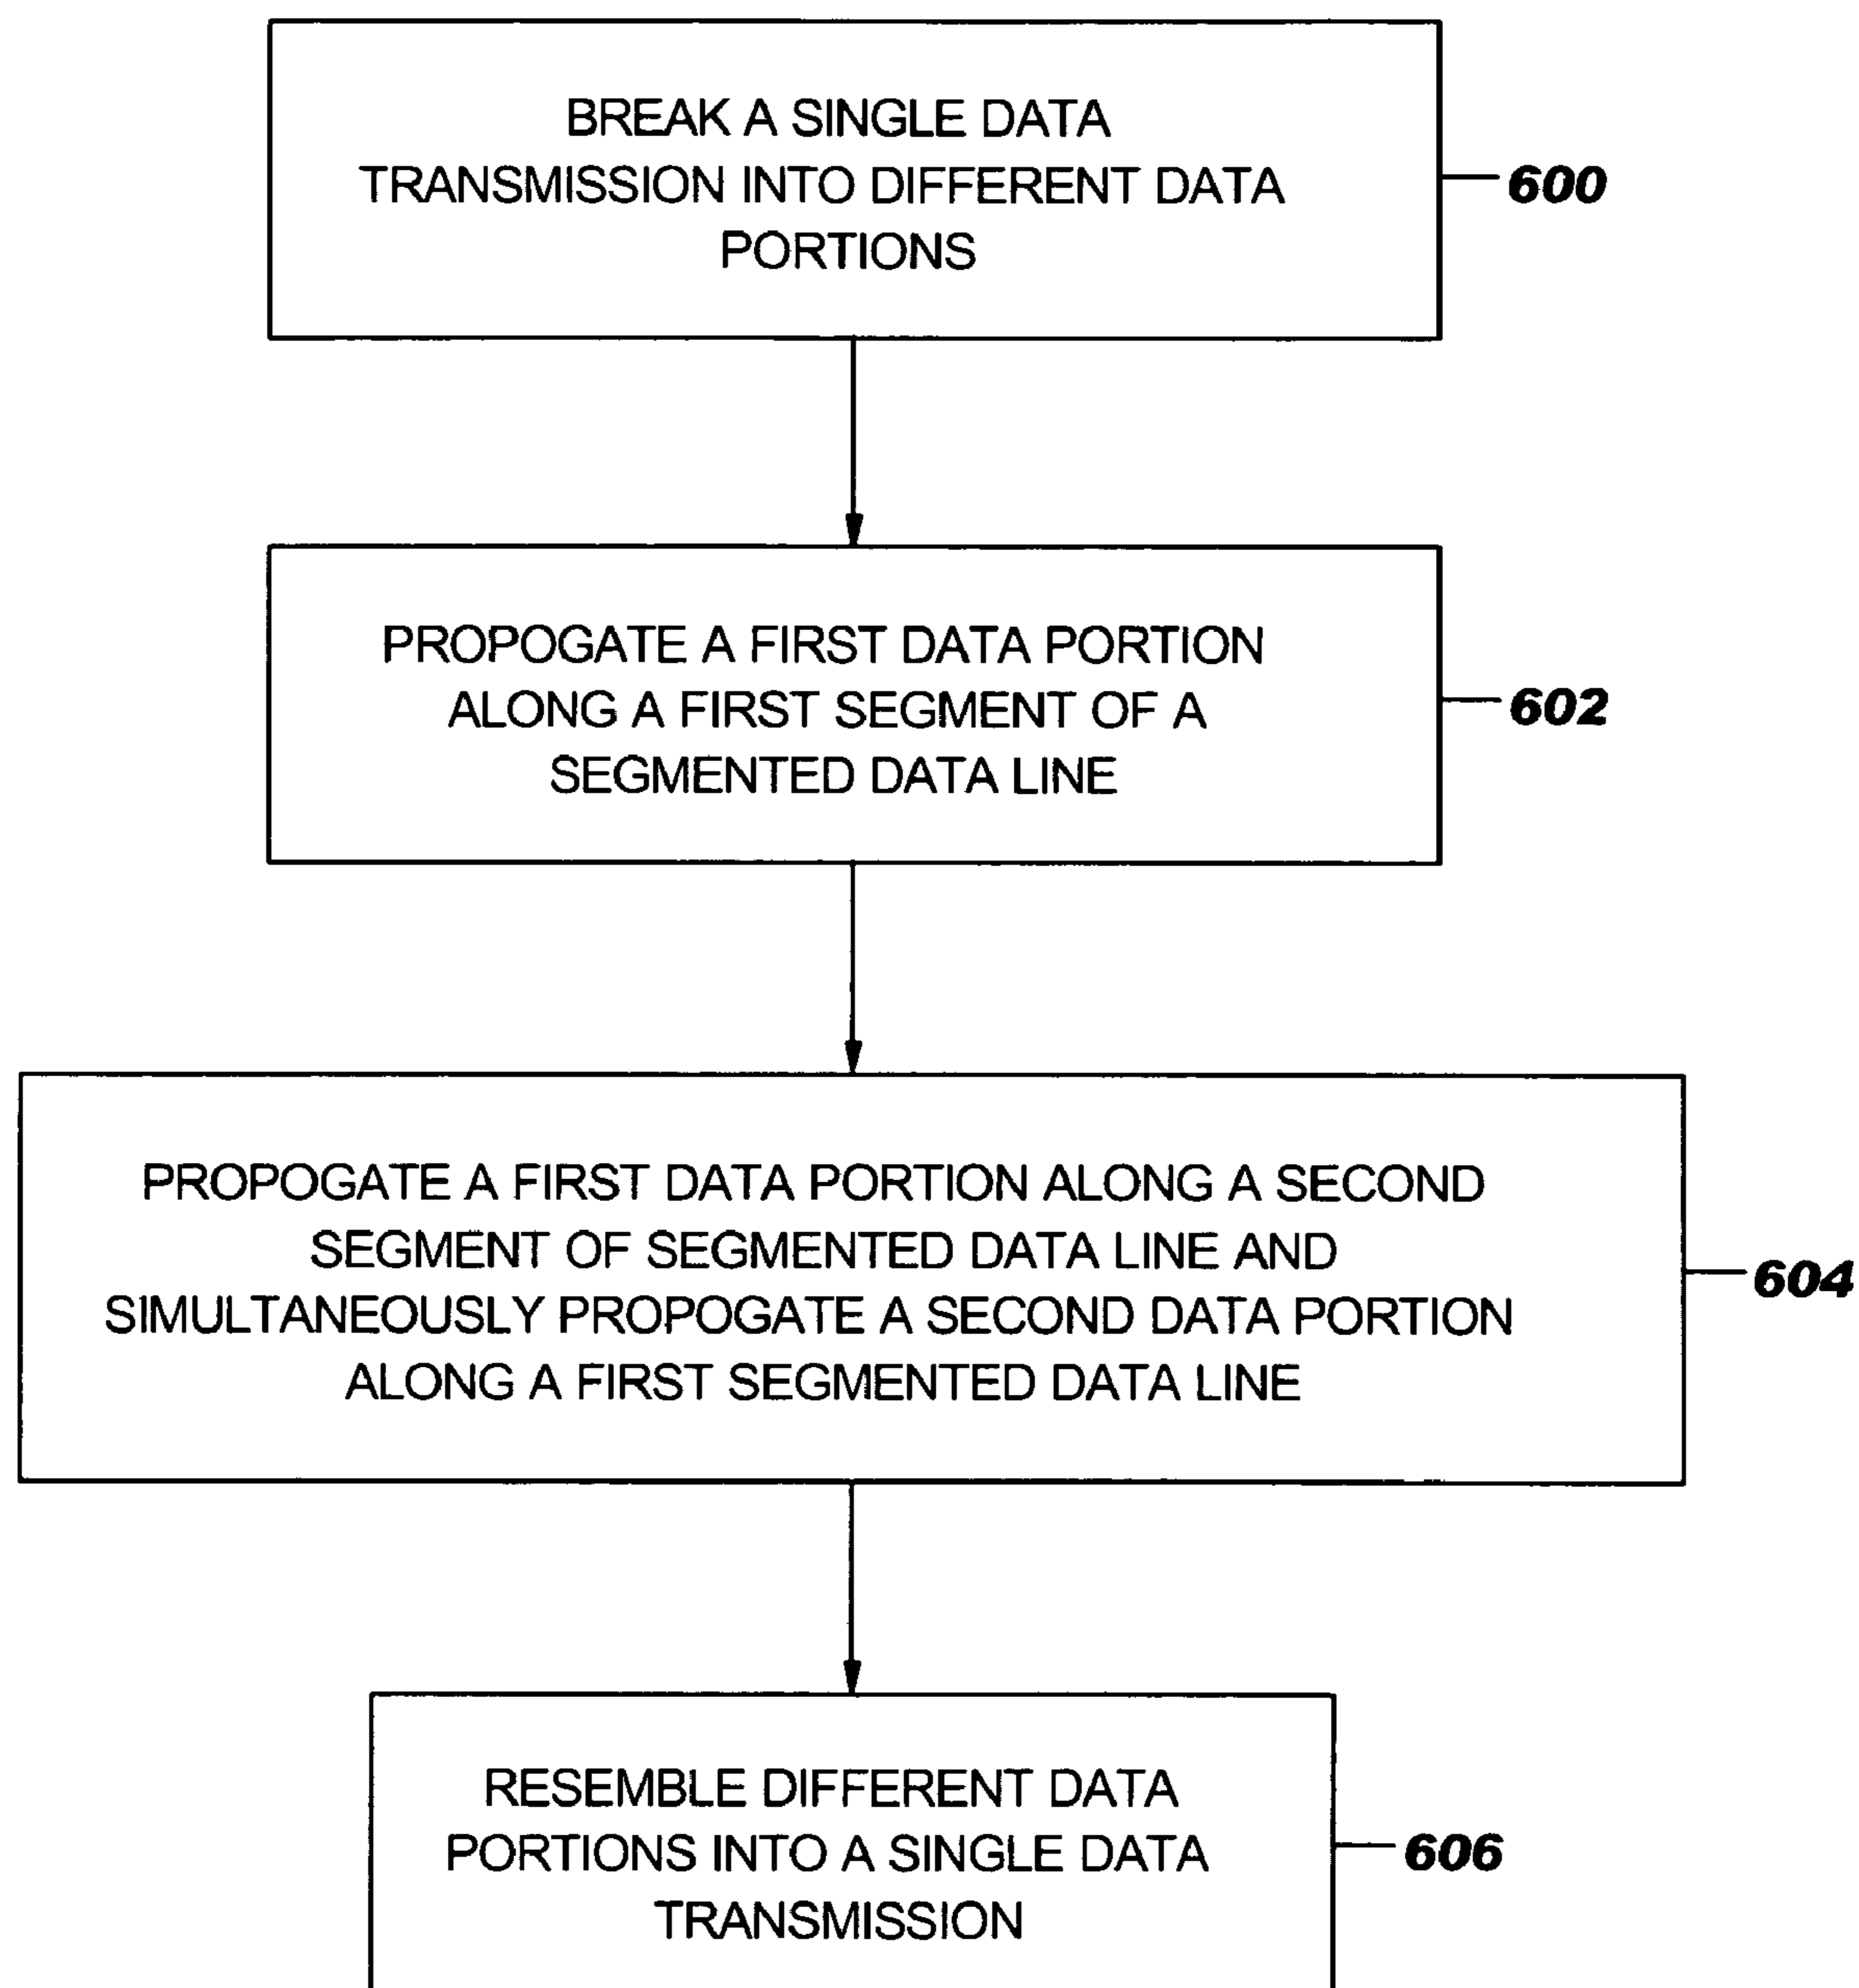 BREAK A SINGLE DATA
TRANSMISSION INTO DIFFERENT DATA
PORTIONS
600
PROPOGATE A FIRST DATA PORTION
ALONG A FIRST SEGMENT OF A
SEGMENTED DATA LINE
602
PROPOGATE A FIRST DATA PORTION ALONG A SECOND
SEGMENT OF SEGMENTED DATA LINE AND
SIMULTANEOUSLY PROPOGATE A SECOND DATA PORTION
ALONG A FIRST SEGMENTED DATA LINE
604
RESEMBLE DIFFERENT DATA
PORTIONS INTO A SINGLE DATA
TRANSMISSION
606